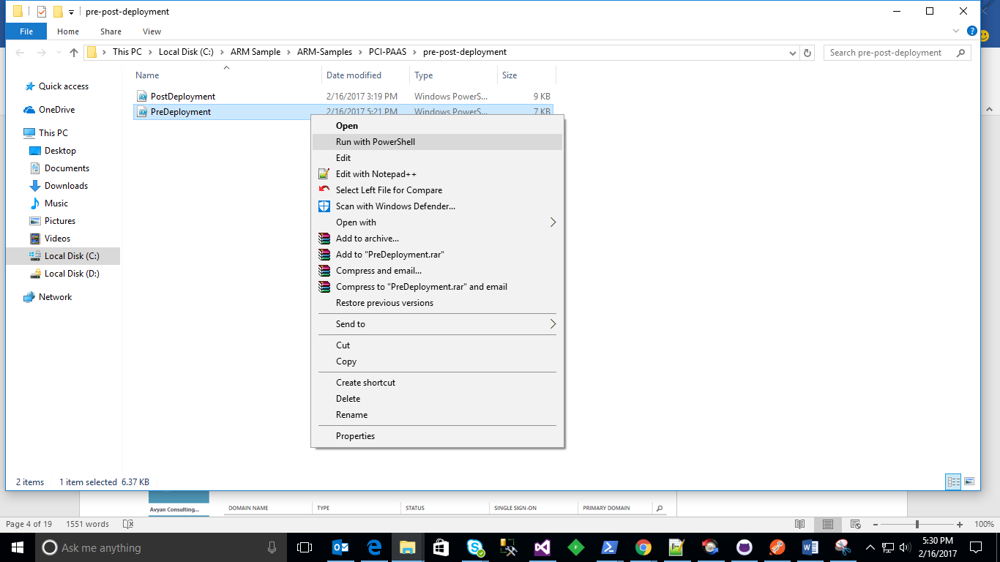 pre-post-deployment
File Home Share View
This PC Local Disk (C:) ARM Sample ARM-Samples PCI-PAAS pre-post-deployment
Search pre-post-deployment
Name Date modified Type Size
PostDeployment 2/16/2017 3:19 PM Windows PowerS... 9 KB
PreDeployment 2/16/2017 5:21 PM Windows PowerS... 7 KB
Quick access
OneDrive
This PC
Desktop
Documents
Downloads
Music
Pictures
Videos
Local Disk (C:)
Local Disk (D:)
Network
Open
Run with PowerShell
Edit
Edit with Notepad++
Select Left File for Compare
Scan with Windows Defender...
Open with
Add to archive...
Add to "PreDeployment.rar"
Compress and email...
Compress to "PreDeployment.rar" and email
Restore previous versions
Send to
Cut
Copy
Create shortcut
Delete
Rename
Properties
2 items 1 item selected 6.37 KB
Avyan Consulting... DOMAIN NAME TYPE STATUS SINGLE SIGN-ON PRIMARY DOMAIN
Page 4 of 19 1551 words 100%
Ask me anything
5:30 PM
2/16/2017